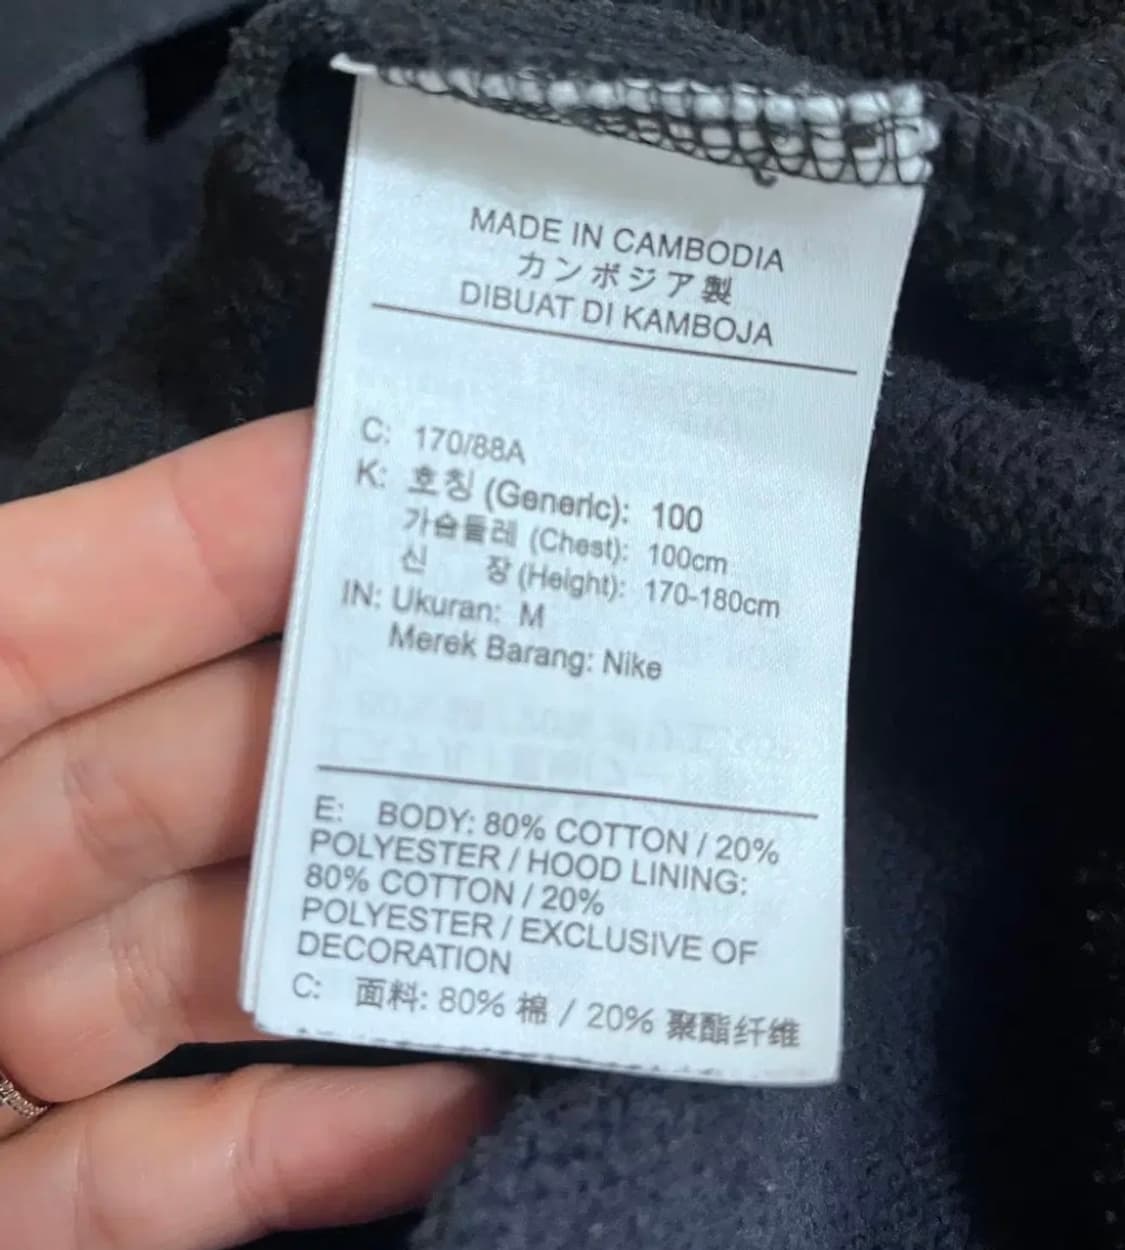 MADE IN CAMBODIA
カンボジア製
DIBUAT DI KAMBOJA
C: 170/88A
K: 호칭 (Generic): 100
가슴둘레 (Chest): 100cm
신 장 (Height): 170-180cm
IN: Ukuran: M
Merek Barang: Nike
E: BODY: 80% COTTON / 20%
POLYESTER / HOOD LINING:
80% COTTON / 20%
POLYESTER / EXCLUSIVE OF
DECORATION
C: 面料: 80% 棉 / 20% 聚酯纤维